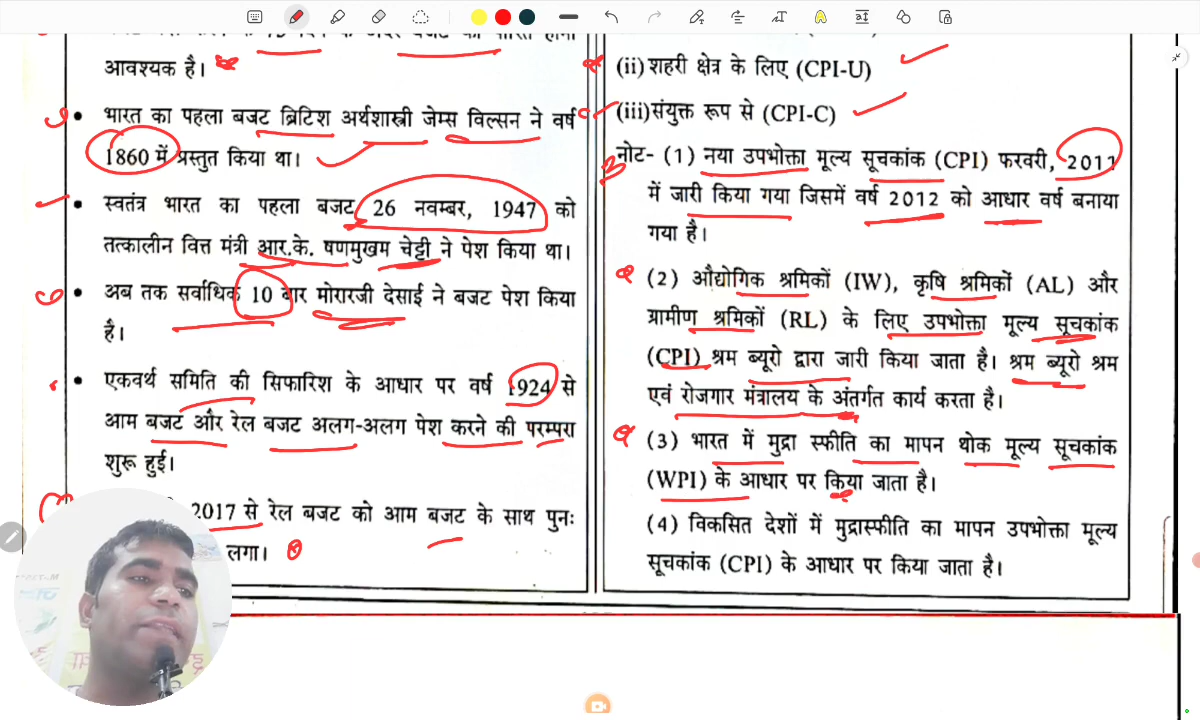 आवश्यक है।
• भारत का पहला बजट ब्रिटिश अर्थशास्त्री जेम्स विल्सन ने वर्ष
1860 में प्रस्तुत किया था।
• स्वतंत्र भारत का पहला बजट 26 नवम्बर, 1947 को
तत्कालीन वित्त मंत्री आर.के. षणमुखम चेट्टी ने पेश किया था।
• अब तक सर्वाधिक 10 बार मोरारजी देसाई ने बजट पेश किया
है।
• एकवर्थ समिति की सिफारिश के आधार पर वर्ष 1924 से
आम बजट और रेल बजट अलग-अलग पेश करने की परम्परा
शुरू हुई।
2017 से रेल बजट को आम बजट के साथ पुनः
लगा।
(ii) शहरी क्षेत्र के लिए (CPI-U)
(iii) संयुक्त रूप से (CPI-C)
नोट- (1) नया उपभोक्ता मूल्य सूचकांक (CPI) फरवरी, 2011
में जारी किया गया जिसमें वर्ष 2012 को आधार वर्ष बनाया
गया है।
(2) औद्योगिक श्रमिकों (IW), कृषि श्रमिकों (AL) और
ग्रामीण श्रमिकों (RL) के लिए उपभोक्ता मूल्य सूचकांक
(CPI) श्रम ब्यूरो द्वारा जारी किया जाता है। श्रम ब्यूरो श्रम
एवं रोजगार मंत्रालय के अंतर्गत कार्य करता है।
(3) भारत में मुद्रा स्फीति का मापन थोक मूल्य सूचकांक
(WPI) के आधार पर किया जाता है।
(4) विकसित देशों में मुद्रास्फीति का मापन उपभोक्ता मूल्य
सूचकांक (CPI) के आधार पर किया जाता है।